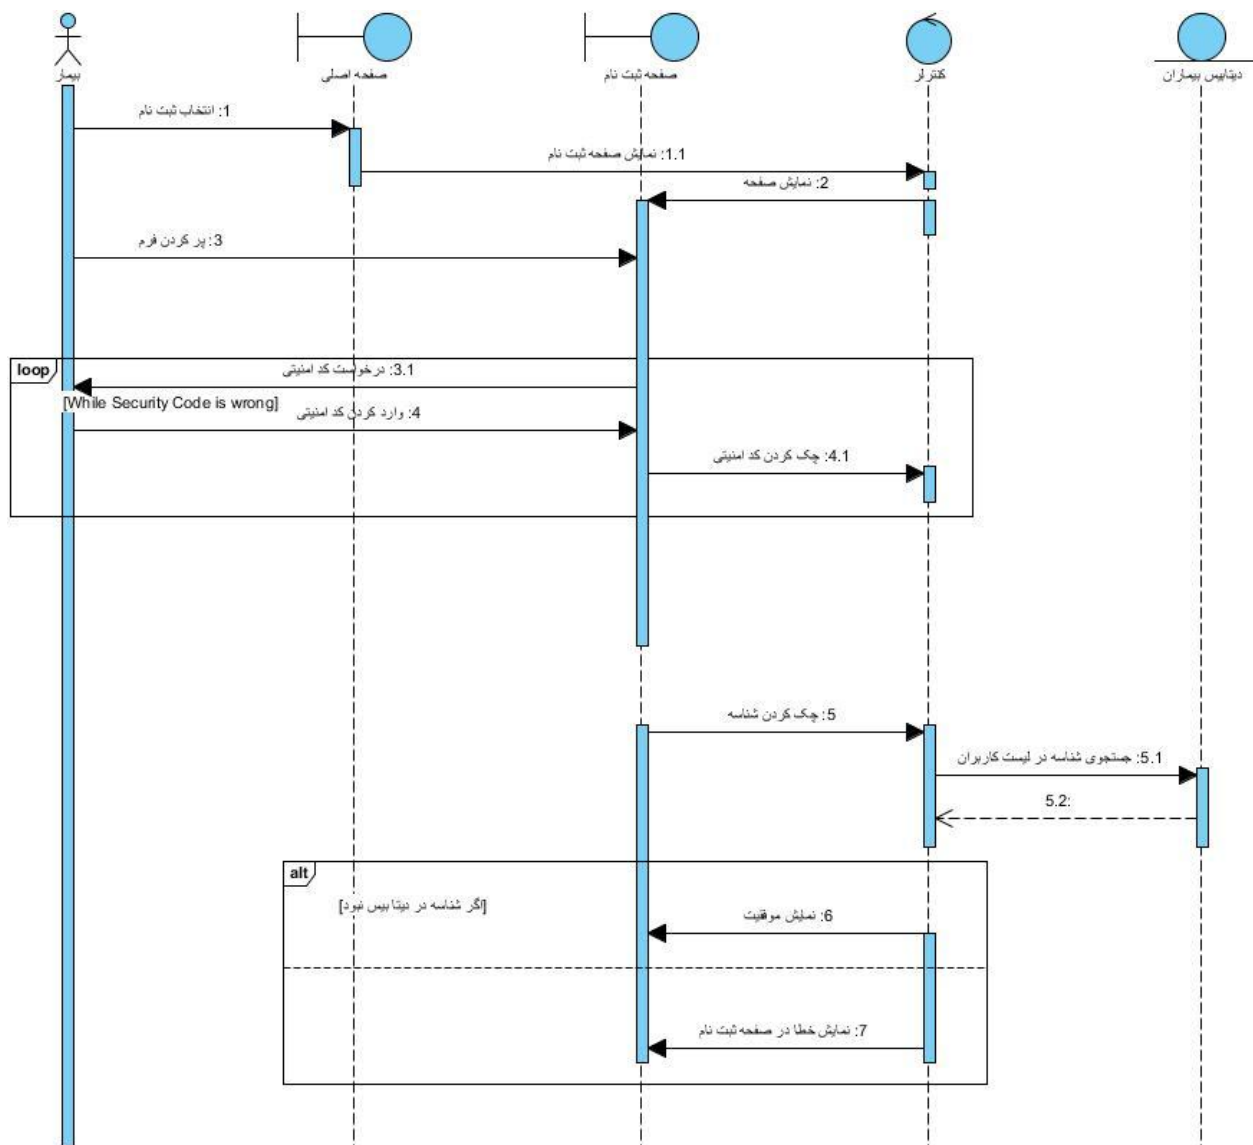 بیمار
صفحه اصلی
صفحه ثبت نام
کنترلر
دیتابیس بیماران
1: انتخاب ثبت نام
1.1: نمایش صفحه ثبت نام
2: نمایش صفحه
3: پر کردن فرم
loop
3.1: درخواست کد امنیتی
[While Security Code is wrong]
4: وارد کردن کد امنیتی
4.1: چک کردن کد امنیتی
5: چک کردن شناسه
5.1: جستجوی شناسه در لیست کاربران
5.2:
alt
[اگر شناسه در دیتا بیس نبود]
6: نمایش موفقیت
7: نمایش خطا در صفحه ثبت نام